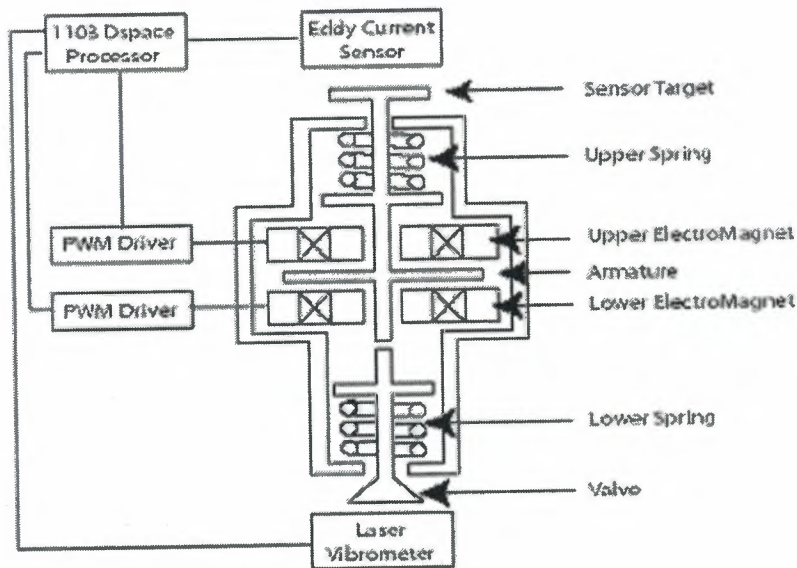 1103 Dspace
Processor
Eddy Current
Sensor
Sensor Target
Upper Spring
PWM Driver
Upper ElectroMagnet
Armature
PWM Driver
Lower ElectroMagnet
Lower Spring
Valve
Laser
Vibrometer